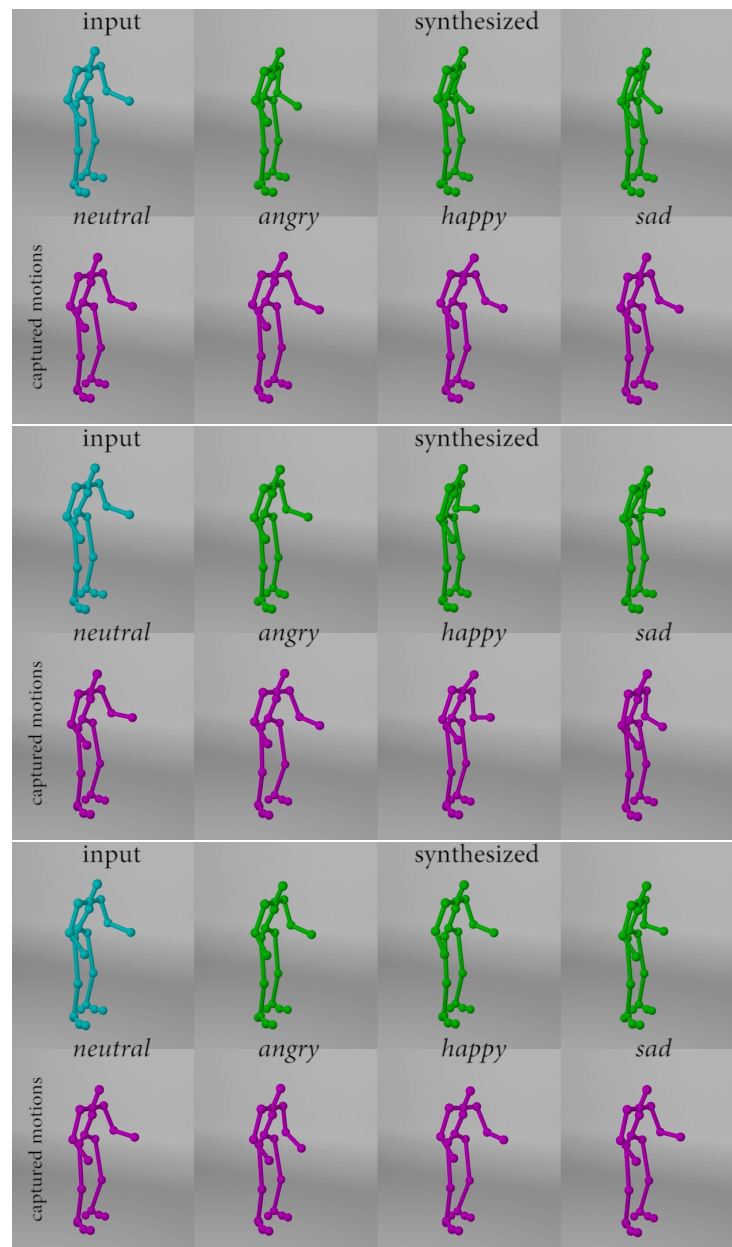 input synthesized
neutral angry happy sad
captured motions
input synthesized
neutral angry happy sad
captured motions
input synthesized
neutral angry happy sad
captured motions